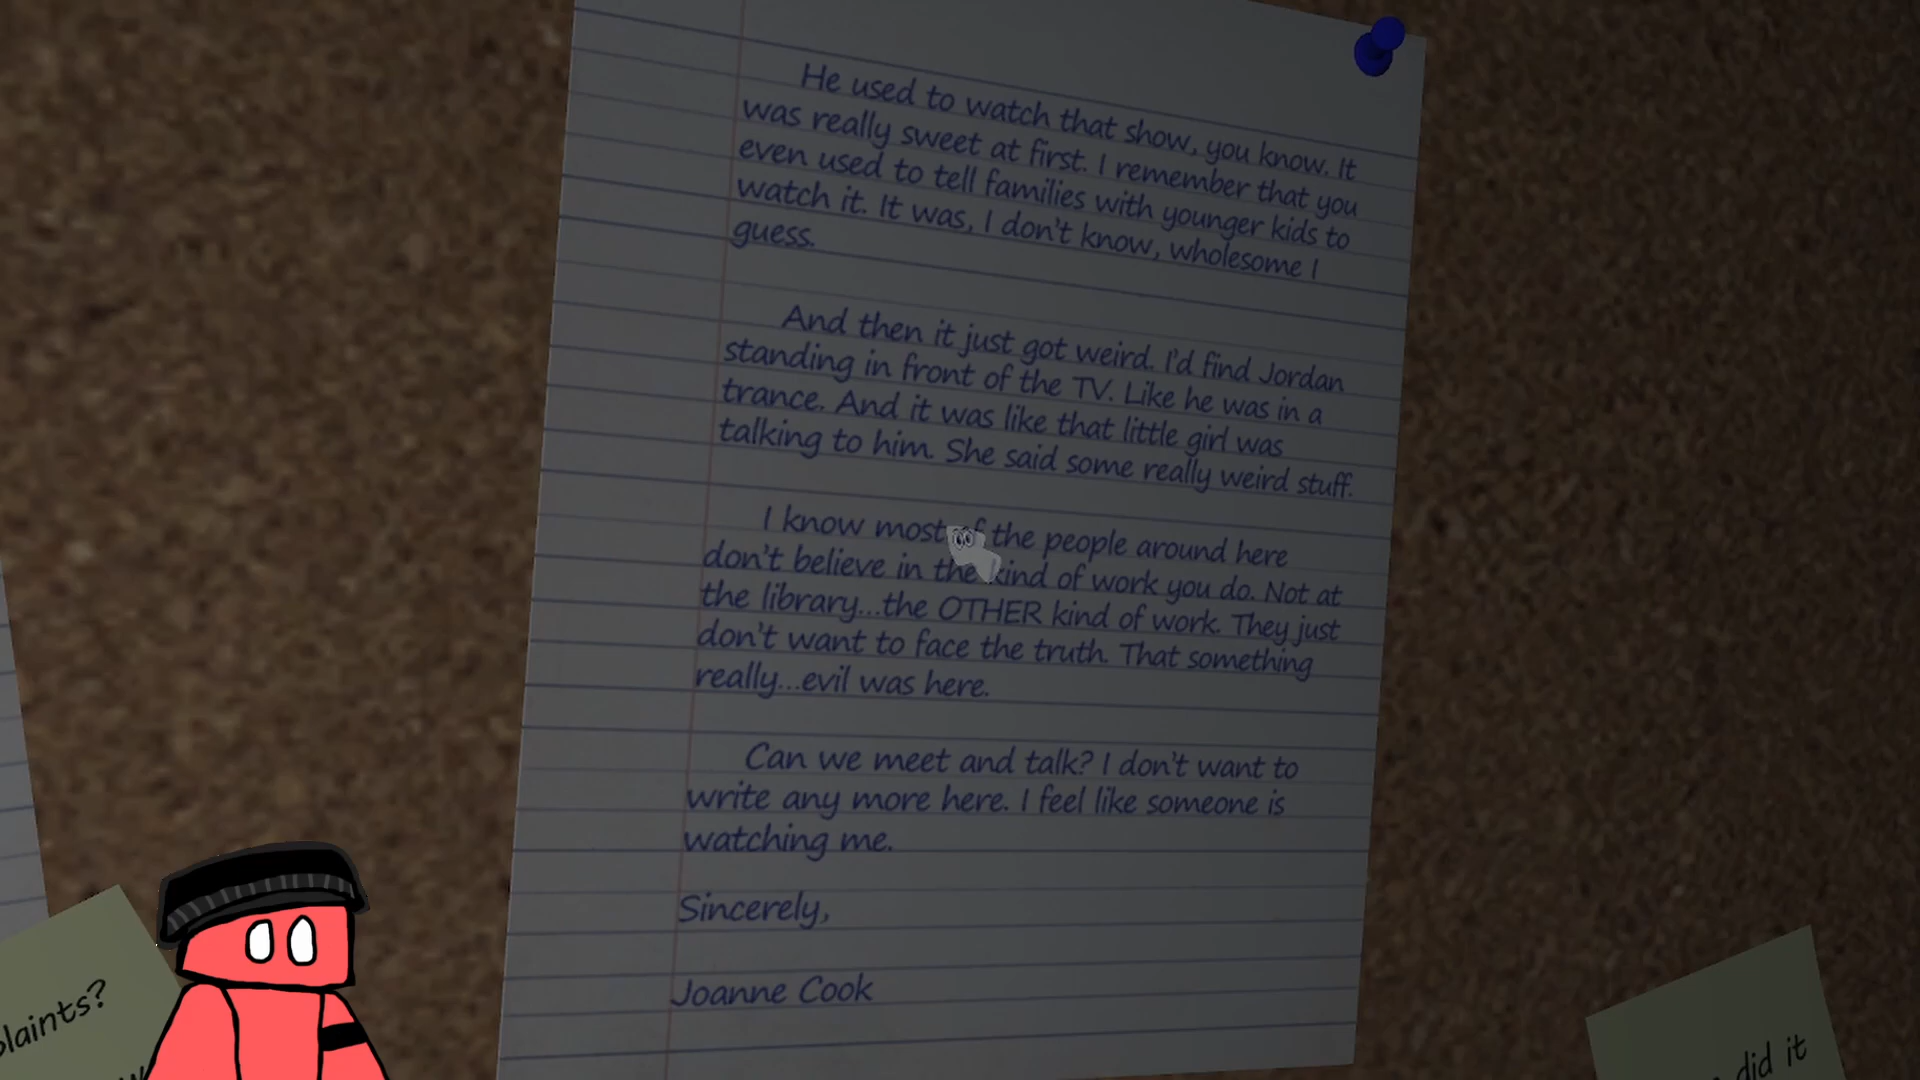 He used to watch that show, you know. It
was really sweet at first. I remember that you
even used to tell families with younger kids to
watch it. It was, I don't know, wholesome I
guess.
And then it just got weird. I'd find Jordan
standing in front of the TV. Like he was in a
trance. And it was like that little girl was
talking to him. She said some really weird stuff.
I know most of the people around here
don't believe in the kind of work you do. Not at
the library...the OTHER kind of work. They just
don't want to face the truth. That something
really...evil was here.
Can we meet and talk? I don't want to
write any more here. I feel like someone is
watching me.
Sincerely,
Joanne Cook
laints?
did it